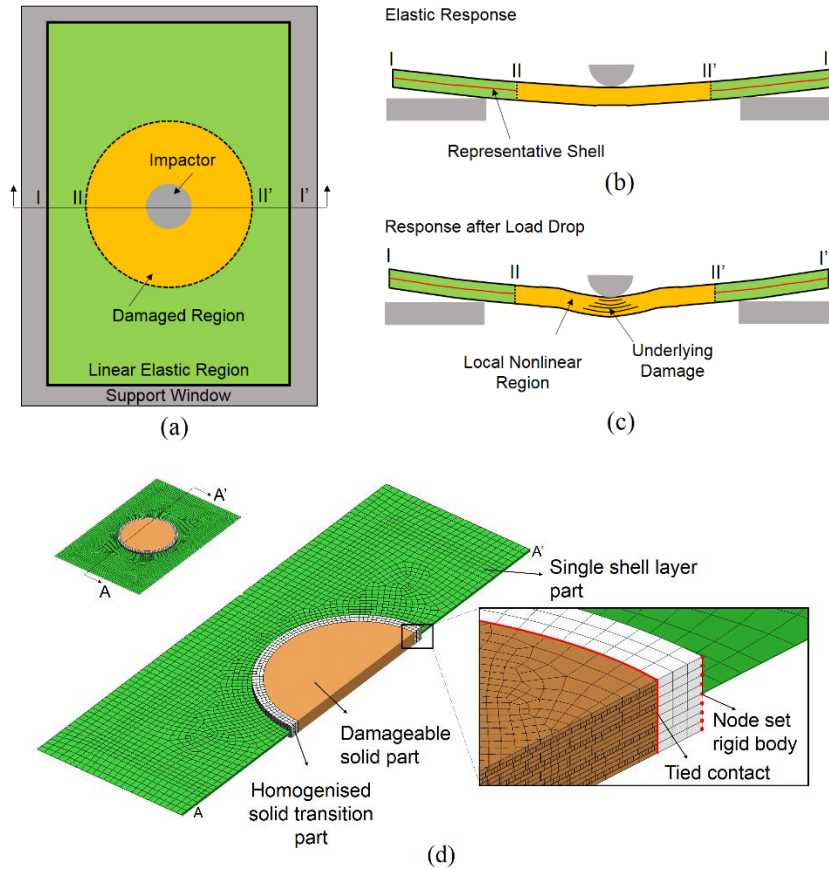 Impactor
I
II
II’
I’
Damaged Region
Linear Elastic Region
Support Window
(a)
Elastic Response
I
II
II’
I’
Representative Shell
(b)
Response after Load Drop
I
II
II’
I’
Local Nonlinear
Region
Underlying
Damage
(c)
A’
A
A’
Single shell layer
part
Damageable
solid part
Homogenised
solid transition
part
A
Node set
rigid body
Tied contact
(d)